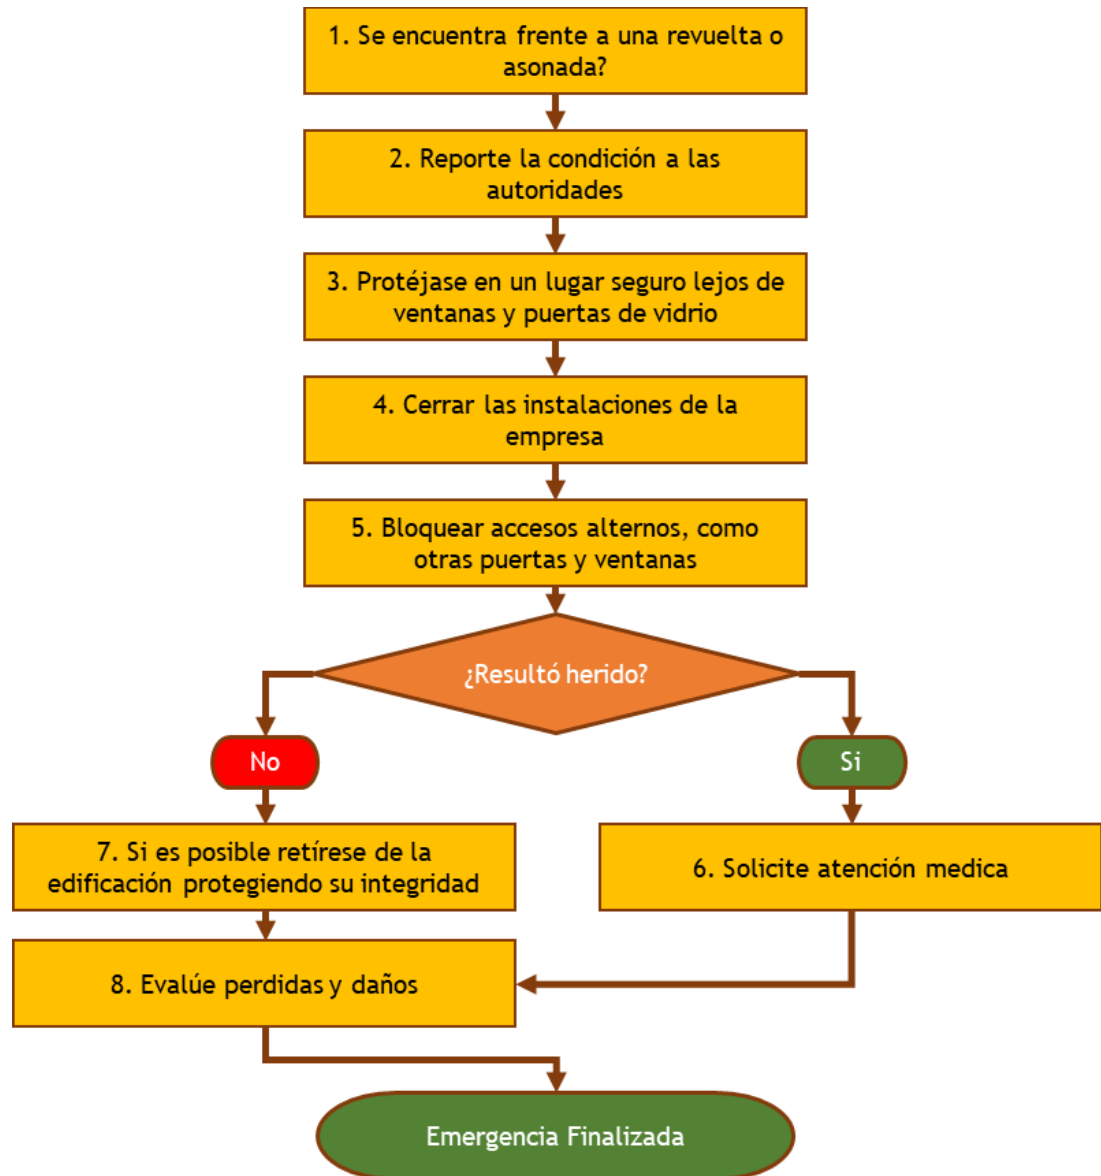 1. Se encuentra frente a una revuelta o
asonada?
2. Reporte la condición a las
autoridades
3. Protéjase en un lugar seguro lejos de
ventanas y puertas de vidrio
4. Cerrar las instalaciones de la
empresa
5. Bloquear accesos alternos, como
otras puertas y ventanas
¿Resultó herido?
No
Si
7. Si es posible retírese de la
edificación protegiendo su integridad
6. Solicite atención medica
8. Evalúe perdidas y daños
Emergencia Finalizada